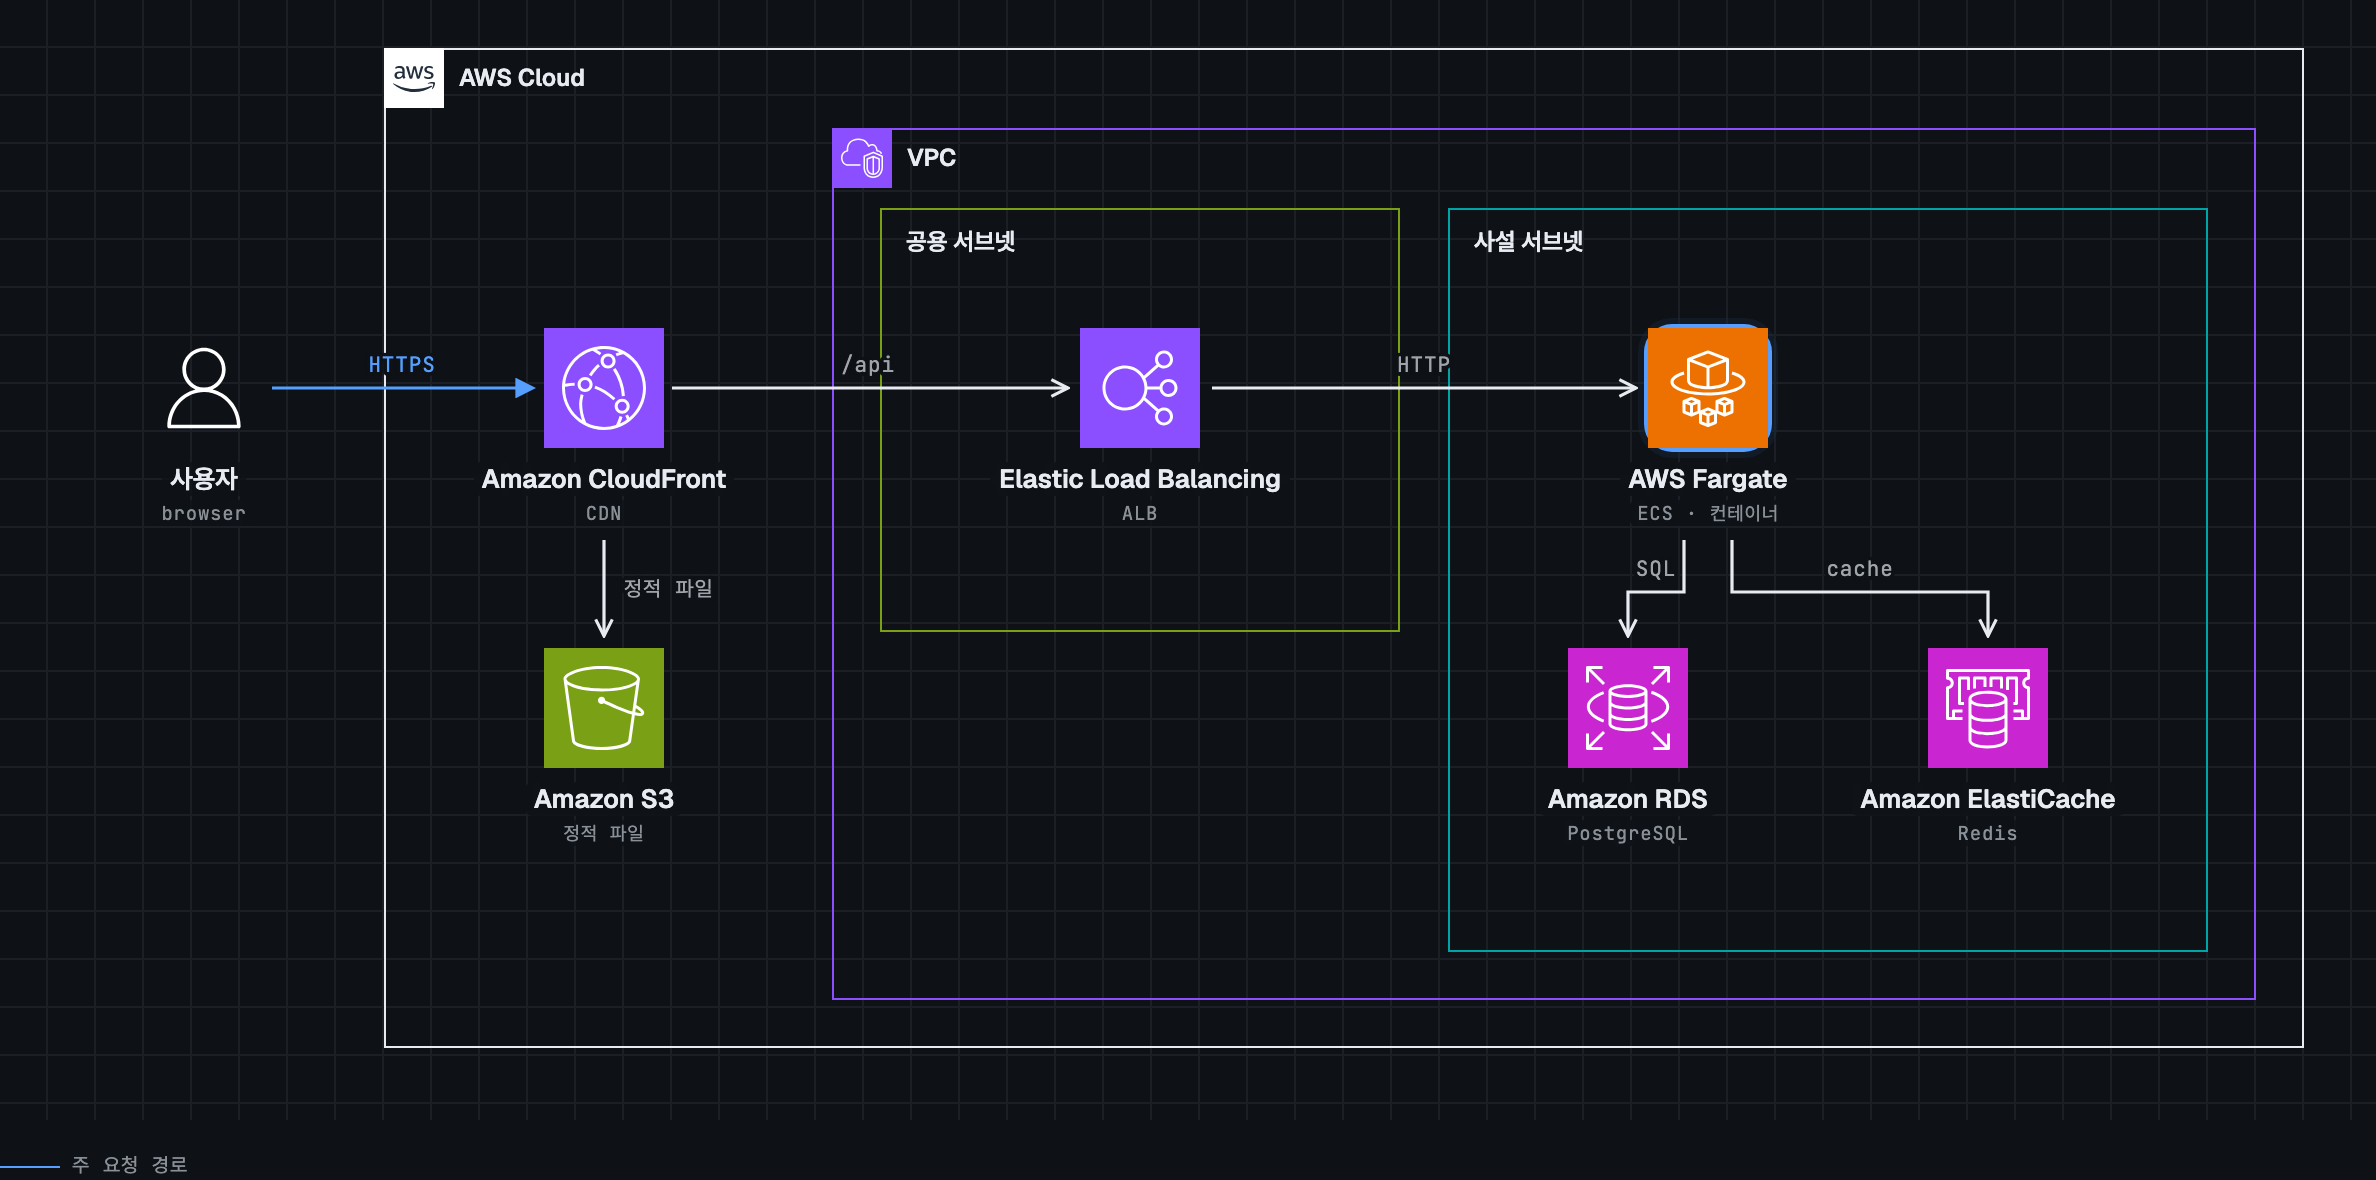 aws
AWS Cloud
VPC
공용 서브넷
사설 서브넷
HTTPS
/api
HTTP
사용자
browser
Amazon CloudFront
CDN
Elastic Load Balancing
ALB
AWS Fargate
ECS · 컨테이너
정적 파일
SQL
cache
Amazon S3
정적 파일
Amazon RDS
PostgreSQL
Amazon ElastiCache
Redis
주 요청 경로